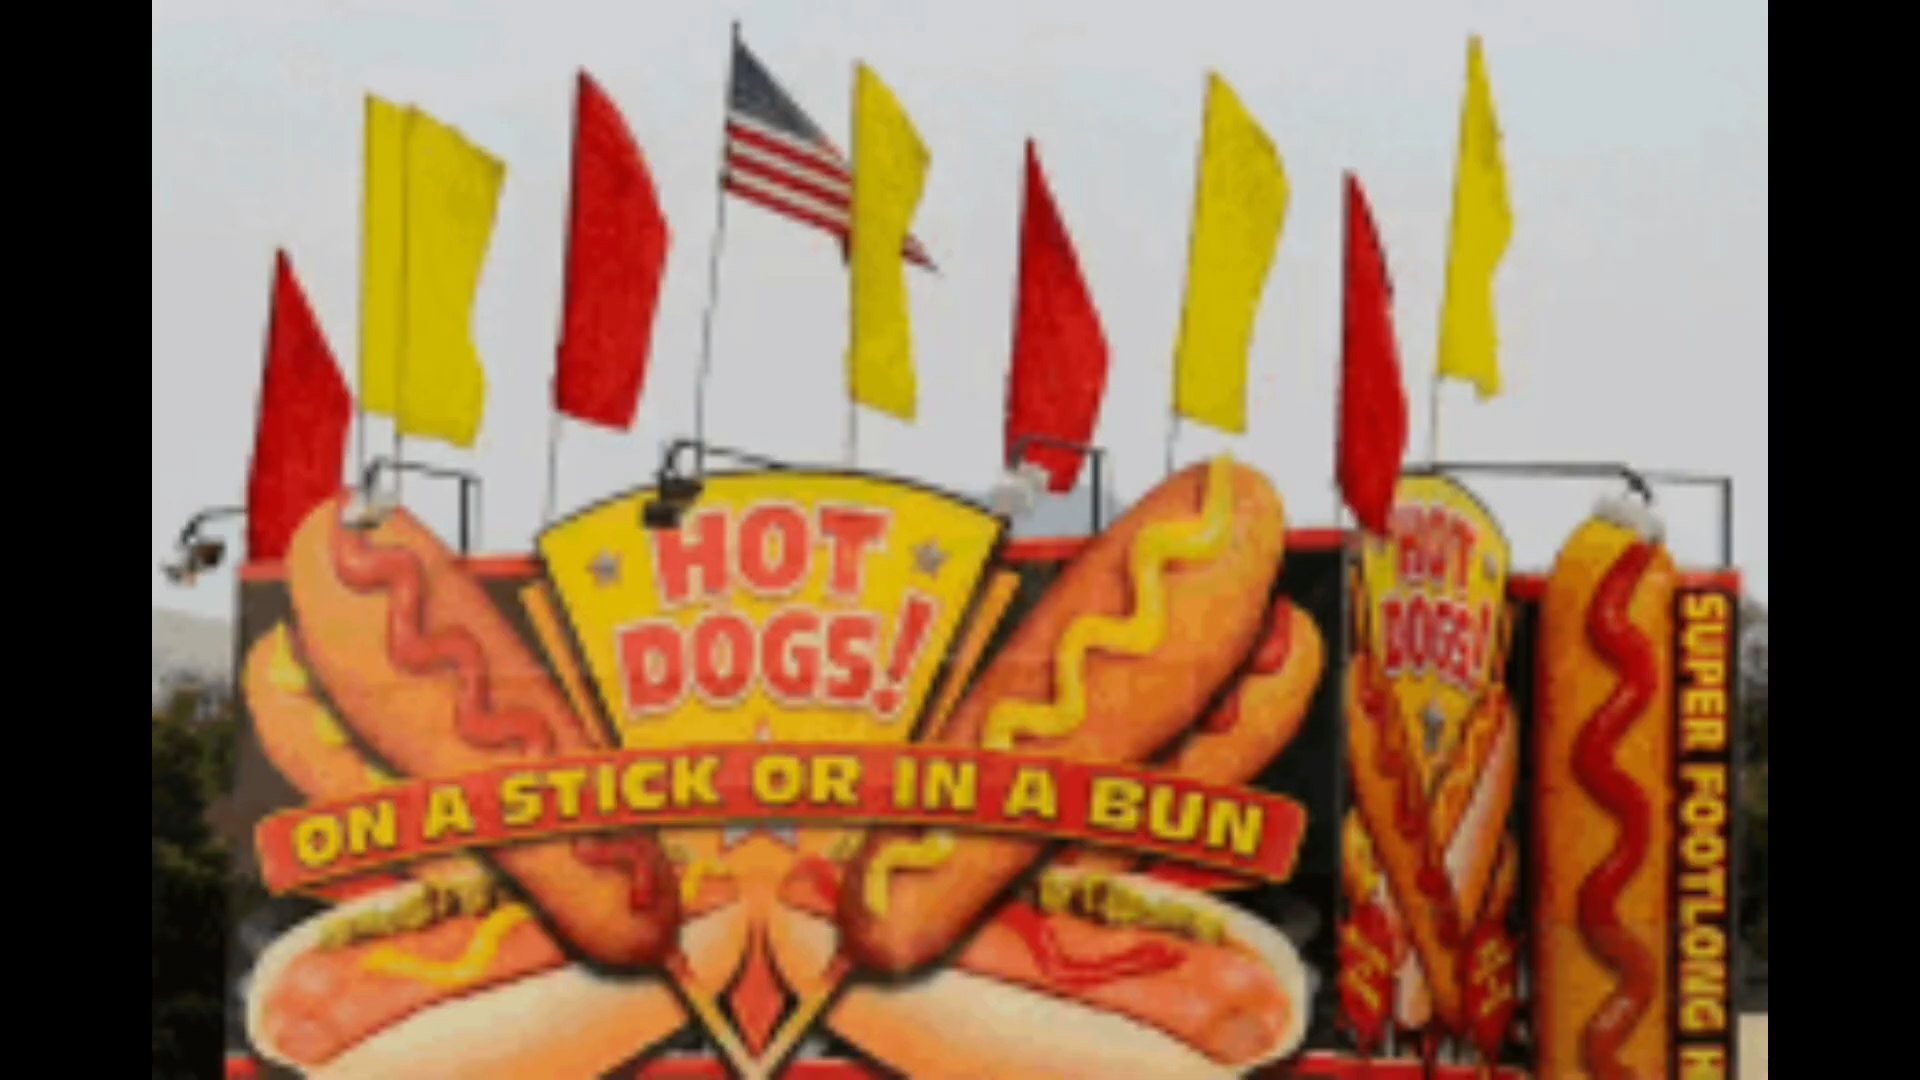 HOT
DOGS!
ON A STICK OR IN A BUN
HOT
DOGS!
SUPER FOOTLONG H